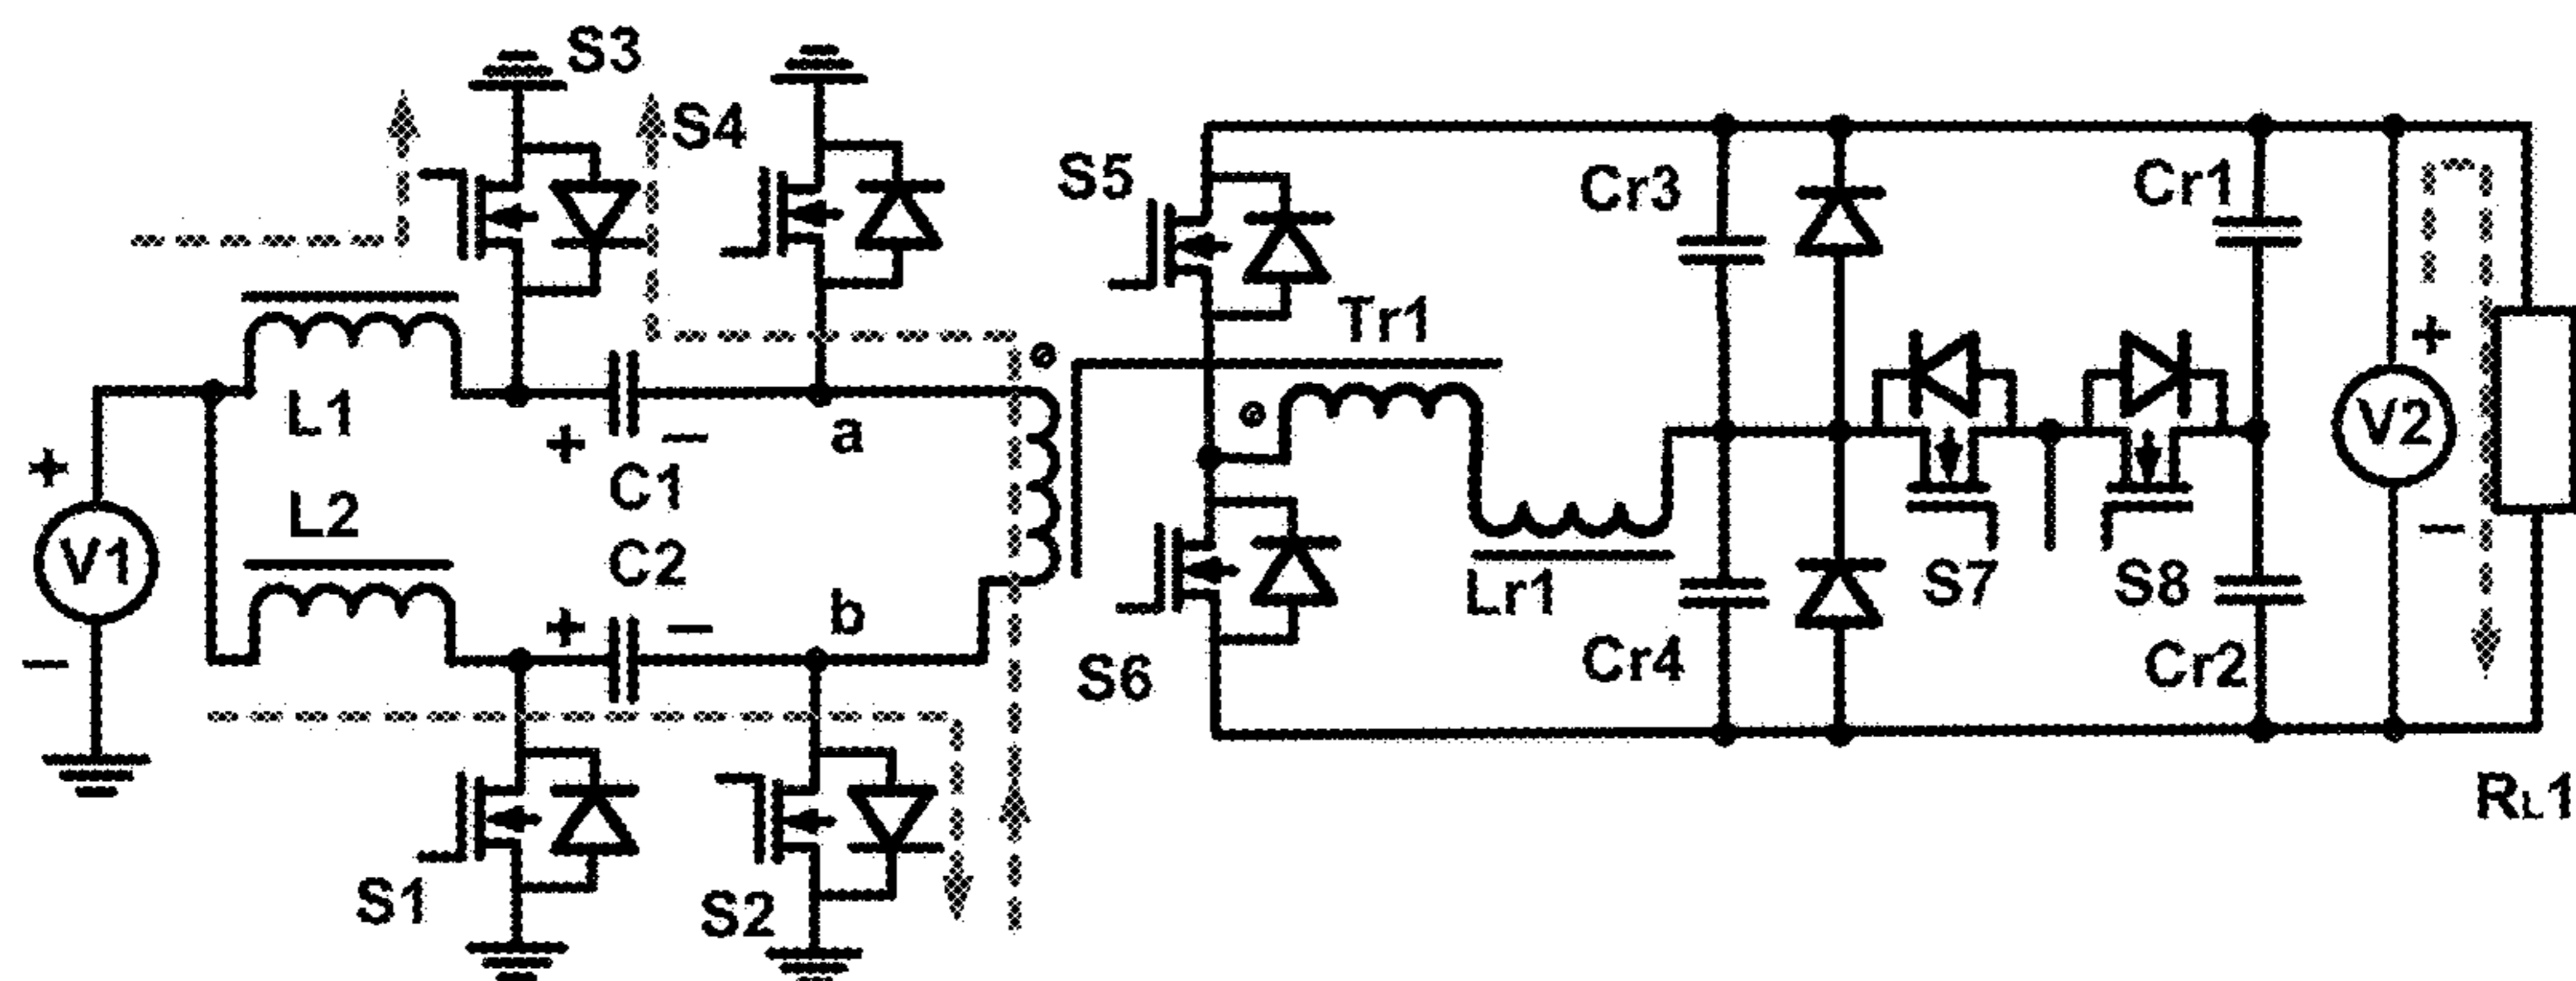 S3
S4
S5
Cr3
Cr1
Tr1
+
L1
+ −
a
V2
+
C1
L2
V1
C2
+ −
b
−
Lr1
S7
S8
−
S6
Cr4
Cr2
S1
S2
RL1